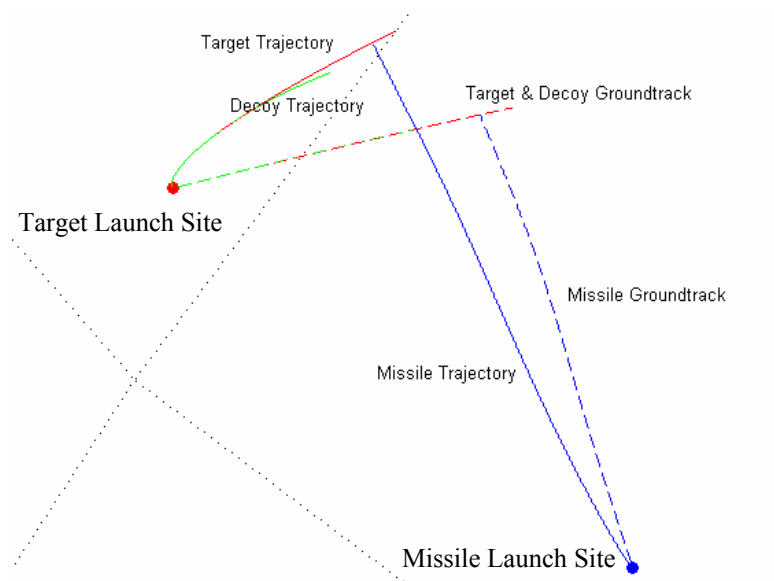 Target Trajectory
Target & Decoy Groundtrack
Decoy Trajectory
Target Launch Site
Missile Groundtrack
Missile Trajectory
Missile Launch Site